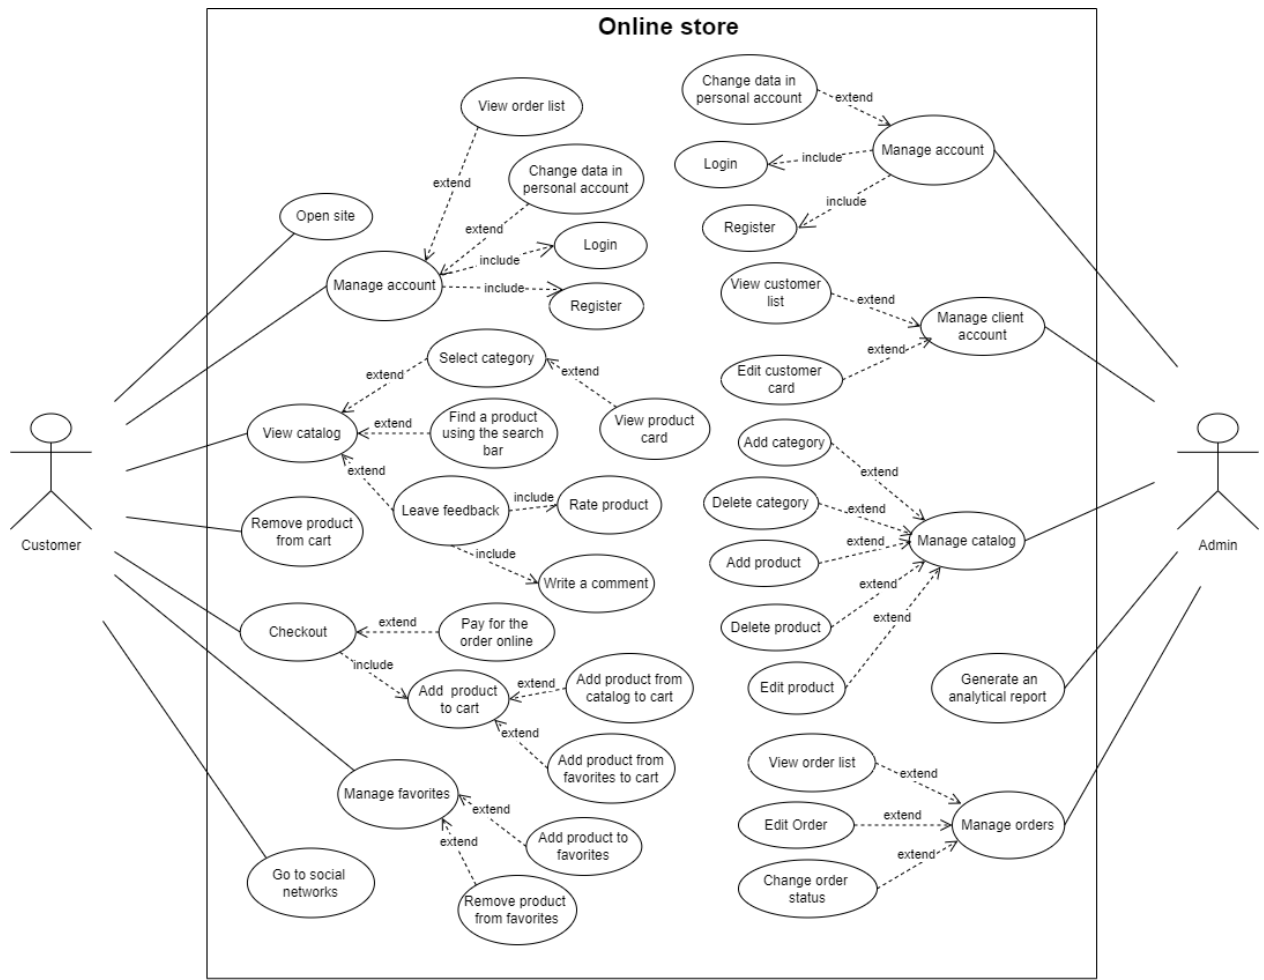 Online store
View order list
extend
Change data in
personal account
extend
Open site
Login
include
Manage account
include
Register
Select category
extend
extend
View catalog
extend
Find a product
using the search
bar
View product
card
extend
Leave feedback
include
Rate product
include
Write a comment
Remove product
from cart
Customer
Checkout
extend
Pay for the
order online
include
Add product
to cart
extend
Add product from
catalog to cart
extend
Add product from
favorites to cart
Manage favorites
extend
Add product to
favorites
extend
Remove product
from favorites
Go to social
networks
Change data in
personal account
extend
Manage account
Login
include
include
Register
View customer
list
extend
Manage client
account
extend
Edit customer
card
Add category
extend
Delete category
extend
Manage catalog
Add product
extend
extend
Delete product
extend
Edit product
Admin
Generate an
analytical report
View order list
extend
Edit Order
extend
Manage orders
extend
Change order
status